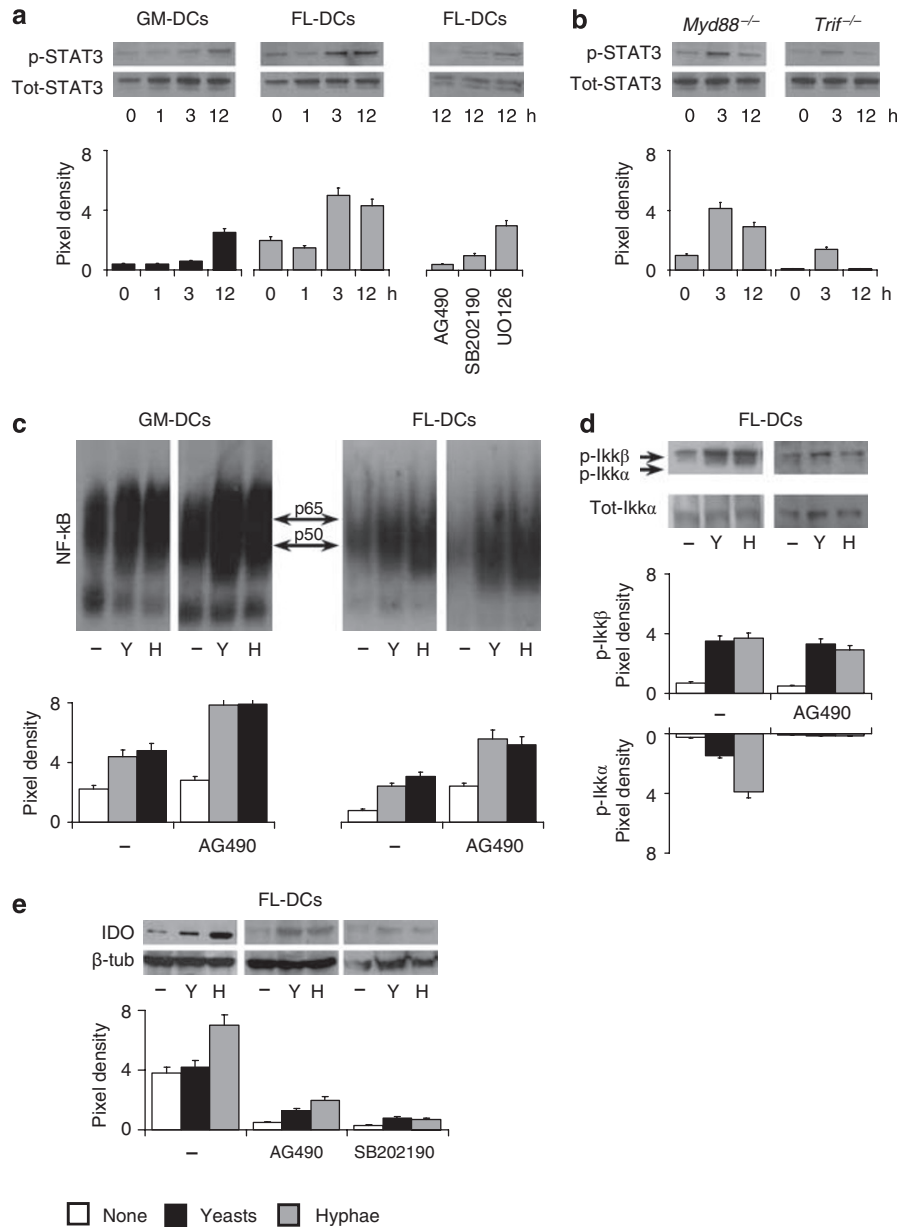 a
GM-DCs FL-DCs FL-DCs
p-STAT3
Tot-STAT3
0 1 3 12 0 1 3 12 12 12 12 h
Pixel density
8
4
0
0 1 3 12 0 1 3 12 h
AG490
SB202190
UO126
b
Myd88–/– Trif–/–
p-STAT3
Tot-STAT3
0 3 12 0 3 12 h
Pixel density
8
4
0
0 3 12 0 3 12 h
c
GM-DCs FL-DCs
NF-kB
p65
p50
– Y H – Y H – Y H – Y H
Pixel density
8
4
0
– AG490 – AG490
d
FL-DCs
p-Ikkβ
p-Ikkα
Tot-Ikkα
– Y H – Y H
p-Ikkβ
Pixel density
8
4
0
– AG490
p-Ikkα
Pixel density
0
4
8
e
FL-DCs
IDO
β-tub
– Y H – Y H – Y H
Pixel density
8
4
0
– AG490 SB202190
None Yeasts Hyphae